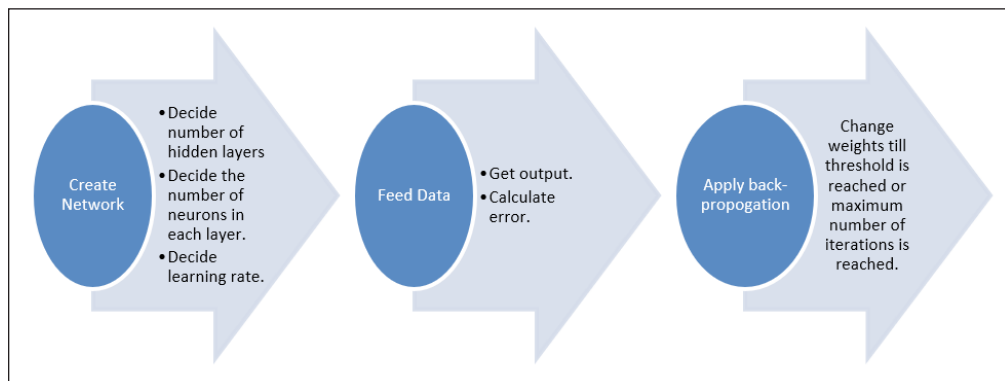 Create
Network
•Decide
number of
hidden layers
•Decide the
number of
neurons in
each layer.
•Decide
learning rate.
Feed Data
•Get output.
•Calculate
error.
Apply back-
propogation
Change
weights till
threshold is
reached or
maximum
number of
iterations is
reached.